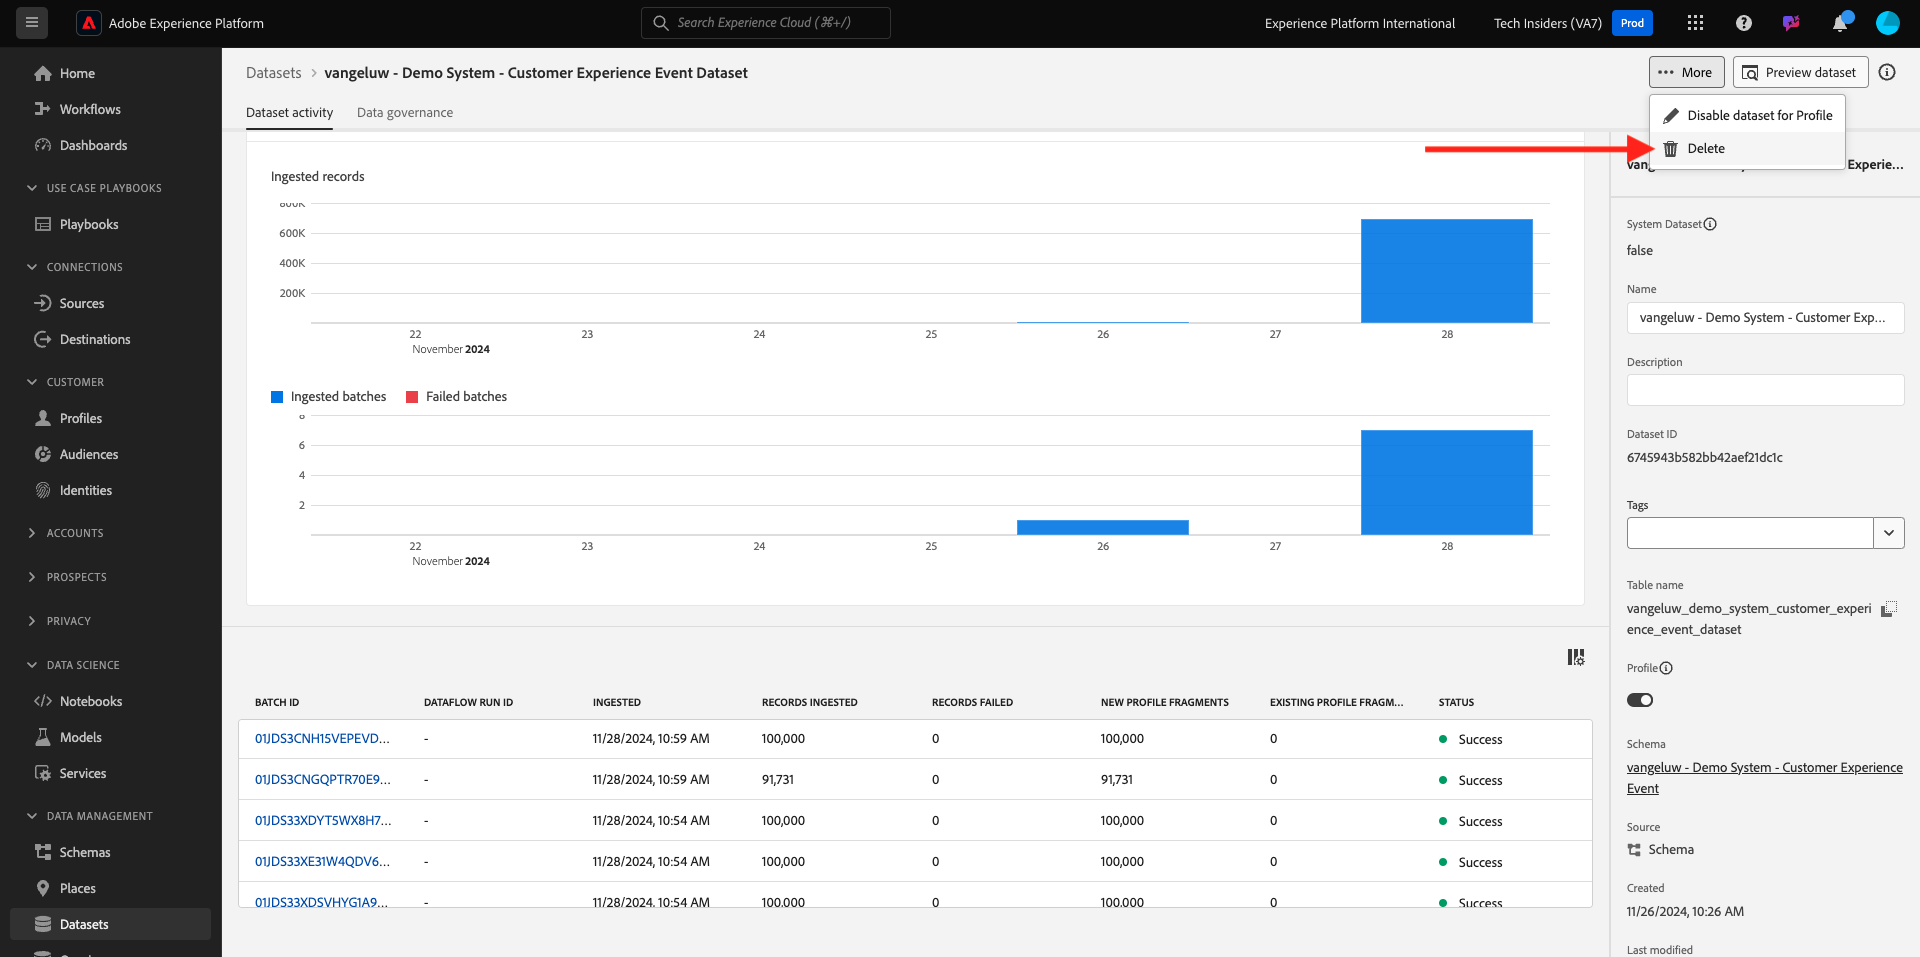 Adobe Experience Platform
Search Experience Cloud (⌘+/)
Experience Platform International
Tech Insiders (VA7)
Prod
Home
Workflows
Dashboards
USE CASE PLAYBOOKS
Playbooks
CONNECTIONS
Sources
Destinations
CUSTOMER
Profiles
Audiences
Identities
ACCOUNTS
PROSPECTS
PRIVACY
DATA SCIENCE
Notebooks
Models
Services
DATA MANAGEMENT
Schemas
Places
Datasets
Datasets > vangeluw - Demo System - Customer Experience Event Dataset
More
Preview dataset
Disable dataset for Profile
Delete
Dataset activity
Data governance
Ingested records
800K
600K
400K
200K
22 23 24 25 26 27 28
November 2024
Ingested batches
Failed batches
8
6
4
2
22 23 24 25 26 27 28
November 2024
BATCH ID DATAFLOW RUN ID INGESTED RECORDS INGESTED RECORDS FAILED NEW PROFILE FRAGMENTS EXISTING PROFILE FRAGM... STATUS
01JDS3CNH15VEPEVD... - 11/28/2024, 10:59 AM 100,000 0 100,000 0 Success
01JDS3CNGQPTR70E9... - 11/28/2024, 10:59 AM 91,731 0 91,731 0 Success
01JDS33XDYT5WX8H7... - 11/28/2024, 10:54 AM 100,000 0 100,000 0 Success
01JDS33XE31W4QDV6... - 11/28/2024, 10:54 AM 100,000 0 100,000 0 Success
01JDS33XDSVHYG1A9... - 11/28/2024, 10:54 AM 100,000 0 100,000 0 Success
Experie...
System Dataset
false
Name
vangeluw - Demo System - Customer Exp...
Description
Dataset ID
6745943b582bb42aef21dc1c
Tags
Table name
vangeluw_demo_system_customer_experi
ence_event_dataset
Profile
Schema
vangeluw - Demo System - Customer Experience
Event
Source
Schema
Created
11/26/2024, 10:26 AM
Last modified